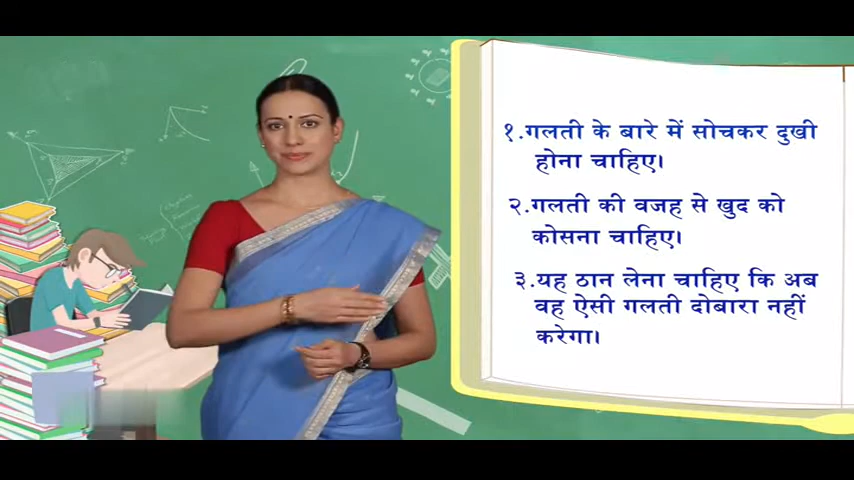 १.गलती के बारे में सोचकर दुखी
होना चाहिए।
२.गलती की वजह से खुद को
कोसना चाहिए।
३.यह ठान लेना चाहिए कि अब
वह ऐसी गलती दोबारा नहीं
करेगा।